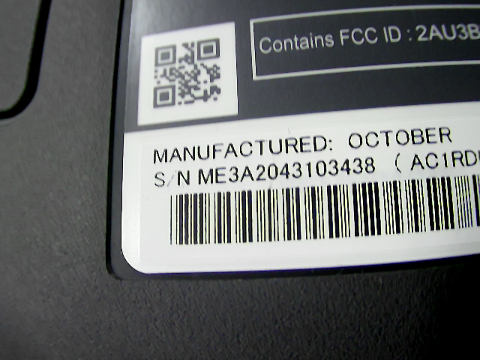 Contains FCC ID : 2AU3B
MANUFACTURED: OCTOBER
S/N ME3A2043103438 ( AC1RD